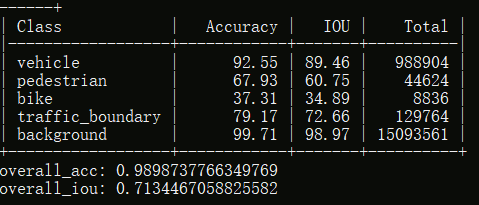 ------+
| Class | Accuracy | IOU | Total |
+-----------------+----------+-------+----------+
| vehicle | 92.55 | 89.46 | 988904 |
| pedestrian | 67.93 | 60.75 | 44624 |
| bike | 37.31 | 34.89 | 8836 |
| traffic_boundary | 79.17 | 72.66 | 129764 |
| background | 99.71 | 98.97 | 15093561 |
+-----------------+----------+-------+----------+
overall_acc: 0.9898737766349769
overall_iou: 0.7134467058825582